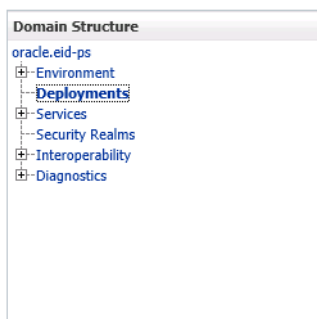 Domain Structure
oracle.eid-ps
Environment
Deployments
Services
Security Realms
Interoperability
Diagnostics